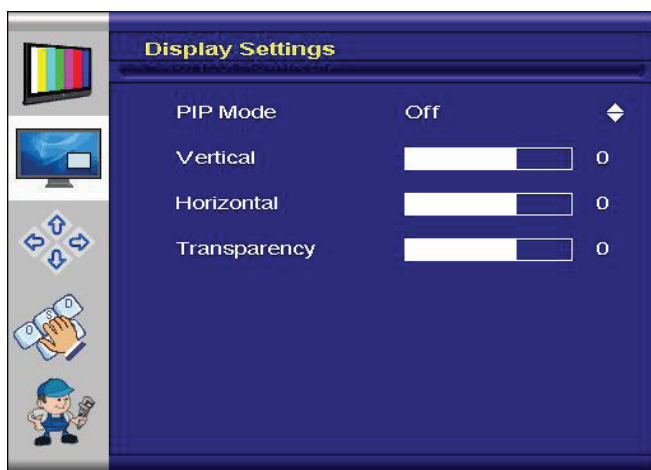 Display Settings
PIP Mode Off
Vertical 0
Horizontal 0
Transparency 0
O S D